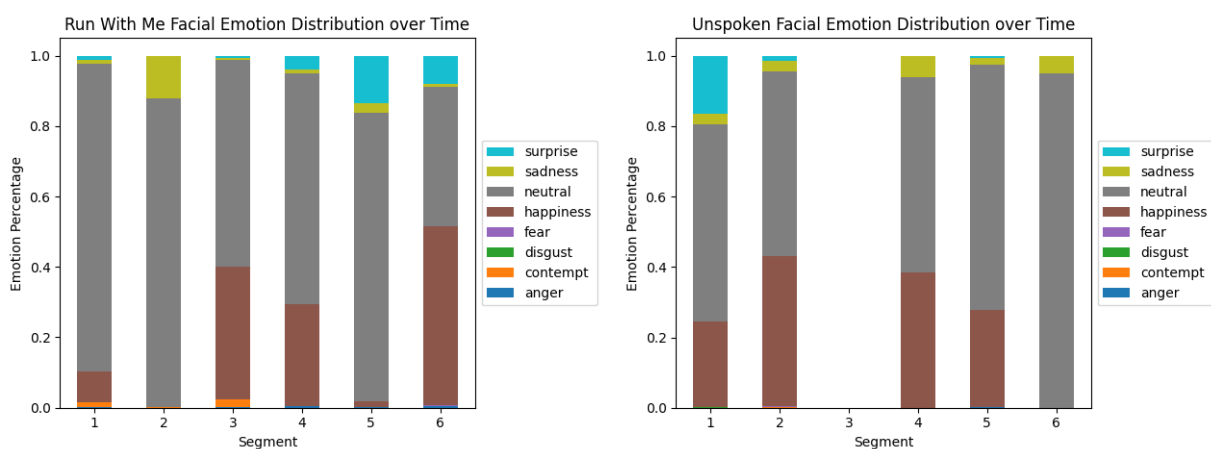 Run With Me Facial Emotion Distribution over Time
1.0
0.8
0.6
0.4
0.2
0.0
Emotion Percentage
1 2 3 4 5 6
Segment
surprise
sadness
neutral
happiness
fear
disgust
contempt
anger
Unspoken Facial Emotion Distribution over Time
1.0
0.8
0.6
0.4
0.2
0.0
Emotion Percentage
1 2 3 4 5 6
Segment
surprise
sadness
neutral
happiness
fear
disgust
contempt
anger